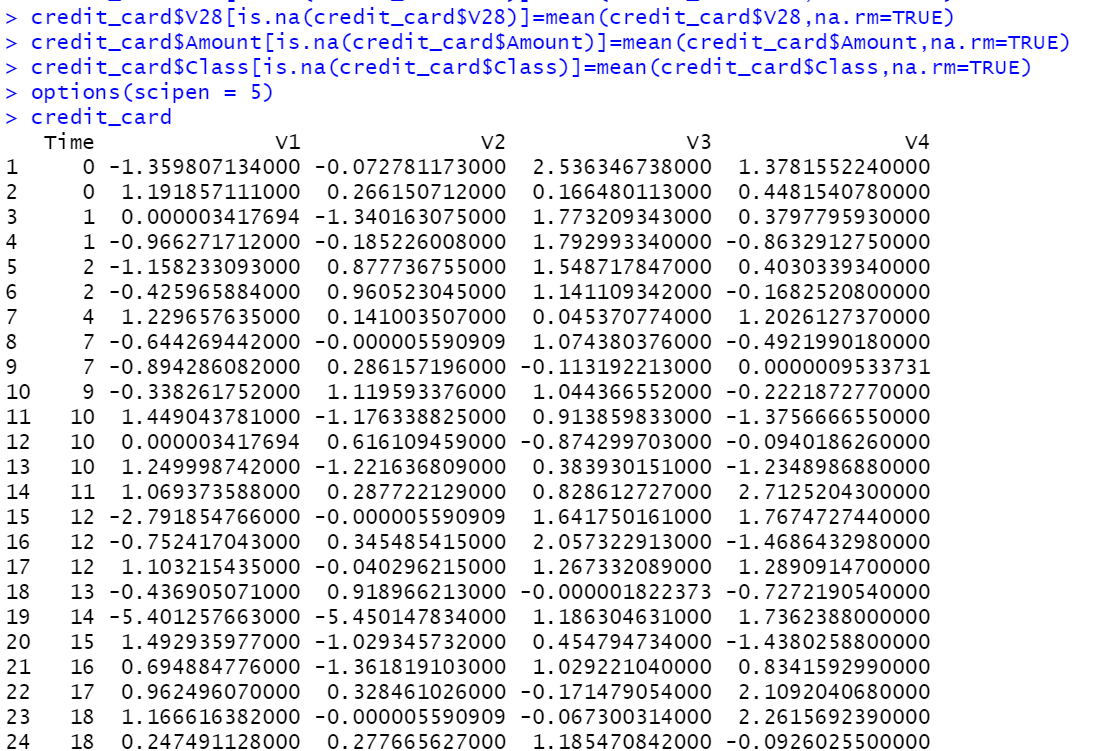 > credit_card$V28[is.na(credit_card$V28)]=mean(credit_card$V28,na.rm=TRUE)
> credit_card$Amount[is.na(credit_card$Amount)]=mean(credit_card$Amount,na.rm=TRUE)
> credit_card$Class[is.na(credit_card$Class)]=mean(credit_card$Class,na.rm=TRUE)
> options(scipen = 5)
> credit_card
   Time              V1              V2              V3               V4
1     0 -1.359807134000 -0.072781173000  2.536346738000  1.3781552240000
2     0  1.191857111000  0.266150712000  0.166480113000  0.4481540780000
3     1  0.000003417694 -1.340163075000  1.773209343000  0.3797795930000
4     1 -0.966271712000 -0.185226008000  1.792993340000 -0.8632912750000
5     2 -1.158233093000  0.877736755000  1.548717847000  0.4030339340000
6     2 -0.425965884000  0.960523045000  1.141109342000 -0.1682520800000
7     4  1.229657635000  0.141003507000  0.045370774000  1.2026127370000
8     7 -0.644269442000 -0.000005590909  1.074380376000 -0.4921990180000
9     7 -0.894286082000  0.286157196000 -0.113192213000  0.0000009533731
10    9 -0.338261752000  1.119593376000  1.044366552000 -0.2221872770000
11   10  1.449043781000 -1.176338825000  0.913859833000 -1.3756666550000
12   10  0.000003417694  0.616109459000 -0.874299703000 -0.0940186260000
13   10  1.249998742000 -1.221636809000  0.383930151000 -1.2348986880000
14   11  1.069373588000  0.287722129000  0.828612727000  2.7125204300000
15   12 -2.791854766000 -0.000005590909  1.641750161000  1.7674727440000
16   12 -0.752417043000  0.345485415000  2.057322913000 -1.4686432980000
17   12  1.103215435000 -0.040296215000  1.267332089000  1.2890914700000
18   13 -0.436905071000  0.918966213000 -0.000001822373 -0.7272190540000
19   14 -5.401257663000 -5.450147834000  1.186304631000  1.7362388000000
20   15  1.492935977000 -1.029345732000  0.454794734000 -1.4380258800000
21   16  0.694884776000 -1.361819103000  1.029221040000  0.8341592990000
22   17  0.962496070000  0.328461026000 -0.171479054000  2.1092040680000
23   18  1.166616382000 -0.000005590909 -0.067300314000  2.2615692390000
24   18  0.247491128000  0.277665627000  1.185470842000 -0.0926025500000